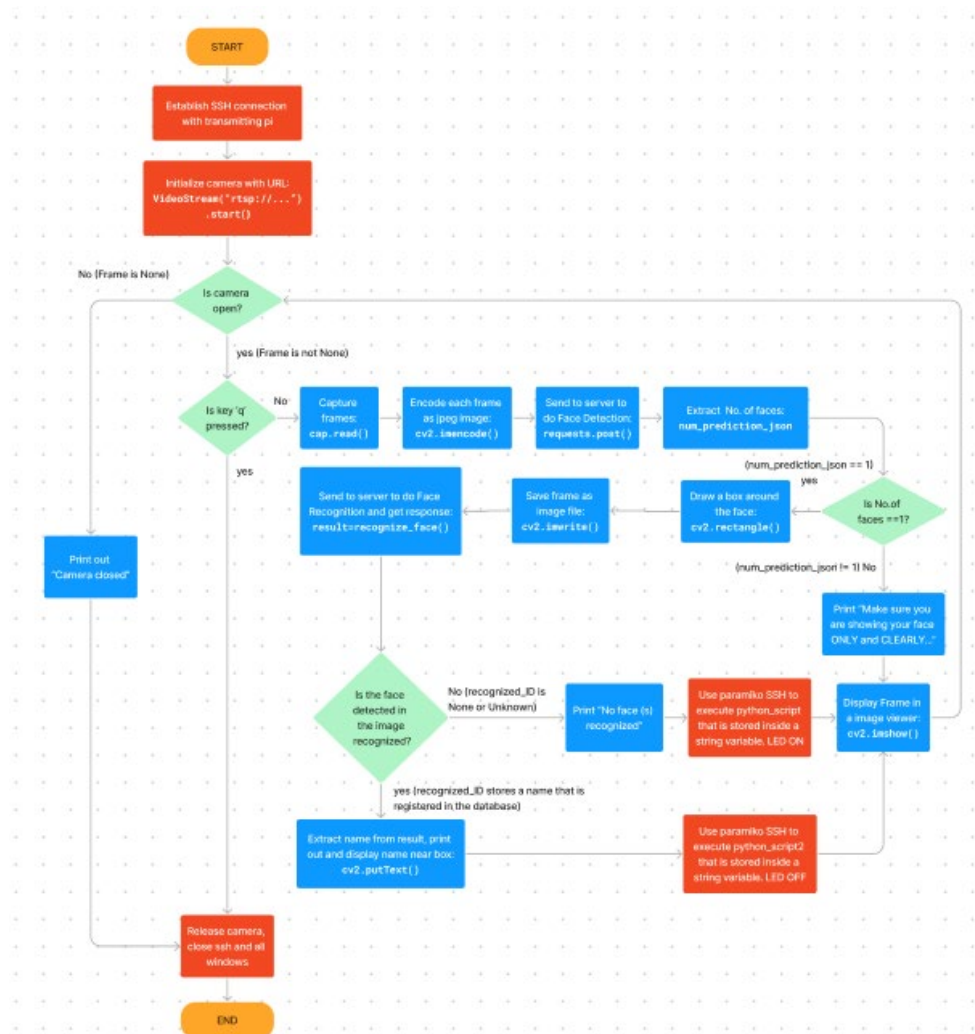 START
Establish SSH connection
with transmitting pi
Initialize camera with URL:
VideoStream("rtsp://...")
.start()
No (Frame is None)
Is camera
open?
yes (Frame is not None)
Is key 'q'
pressed?
No
yes
Capture
frames:
cap.read()
Encode each frame
as jpeg image:
cv2.imencode()
Send to server to
do Face Detection:
requests.post()
Extract No. of faces:
num_prediction_json
(num_prediction_json == 1)
yes
Is No.of
faces ==1?
Draw a box around
the face:
cv2.rectangle()
Save frame as
image file:
cv2.imwrite()
Send to server to do Face
Recognition and get response:
result=recognize_face()
(num_prediction_json != 1) No
Print "Make sure you
are showing your face
ONLY and CLEARLY..."
Print out
"Camera closed"
Is the face
detected in
the image
recognized?
No (recognized_ID is
None or Unknown)
Print "No face (s)
recognized"
Use paramiko SSH to
execute python_script
that is stored inside a
string variable. LED ON
Display Frame in
a image viewer:
cv2.imshow()
yes (recognized_ID stores a name that is
registered in the database)
Extract name from result, print
out and display name near box:
cv2.putText()
Use paramiko SSH to
execute python_script2
that is stored inside a
string variable. LED OFF
Release camera,
close ssh and all
windows
END